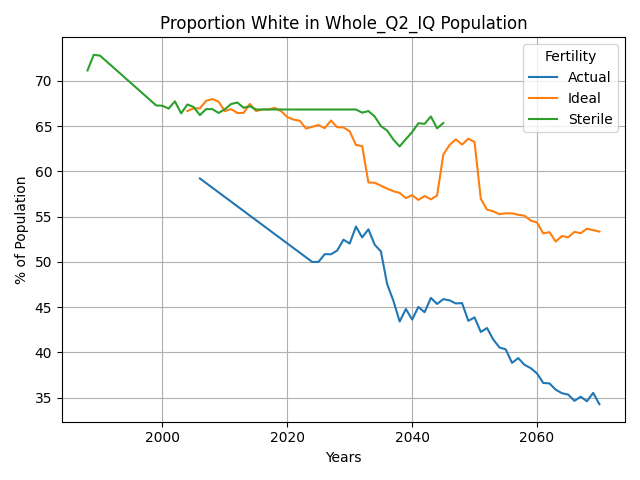 Proportion White in Whole_Q2_IQ Population
Fertility
Actual
Ideal
Sterile
% of Population
70
65
60
55
50
45
40
35
2000
2020
2040
2060
Years